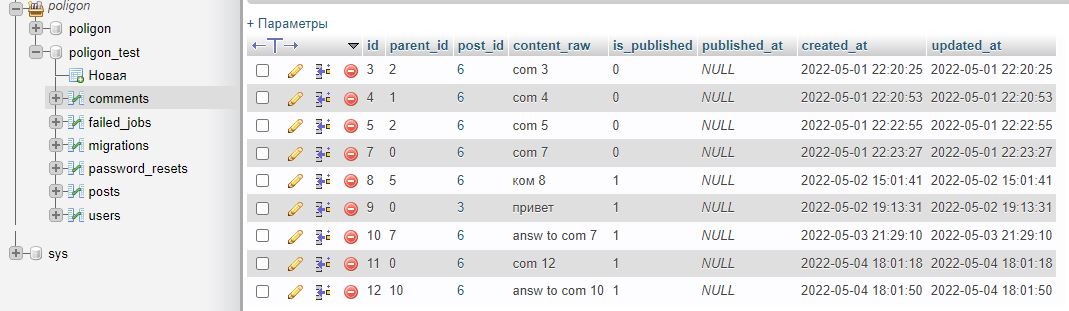 poligon
poligon
poligon_test
Новая
comments
failed_jobs
migrations
password_resets
posts
users
sys
+ Параметры
id parent_id post_id content_raw is_published published_at created_at updated_at
3 2 6 com 3 0 NULL 2022-05-01 22:20:25 2022-05-01 22:20:25
4 1 6 com 4 0 NULL 2022-05-01 22:20:53 2022-05-01 22:20:53
5 2 6 com 5 0 NULL 2022-05-01 22:22:55 2022-05-01 22:22:55
7 0 6 com 7 0 NULL 2022-05-01 22:23:27 2022-05-01 22:23:27
8 5 6 ком 8 1 NULL 2022-05-02 15:01:41 2022-05-02 15:01:41
9 0 3 привет 1 NULL 2022-05-02 19:13:31 2022-05-02 19:13:31
10 7 6 answ to com 7 1 NULL 2022-05-03 21:29:10 2022-05-03 21:29:10
11 0 6 com 12 1 NULL 2022-05-04 18:01:18 2022-05-04 18:01:18
12 10 6 answ to com 10 1 NULL 2022-05-04 18:01:50 2022-05-04 18:01:50